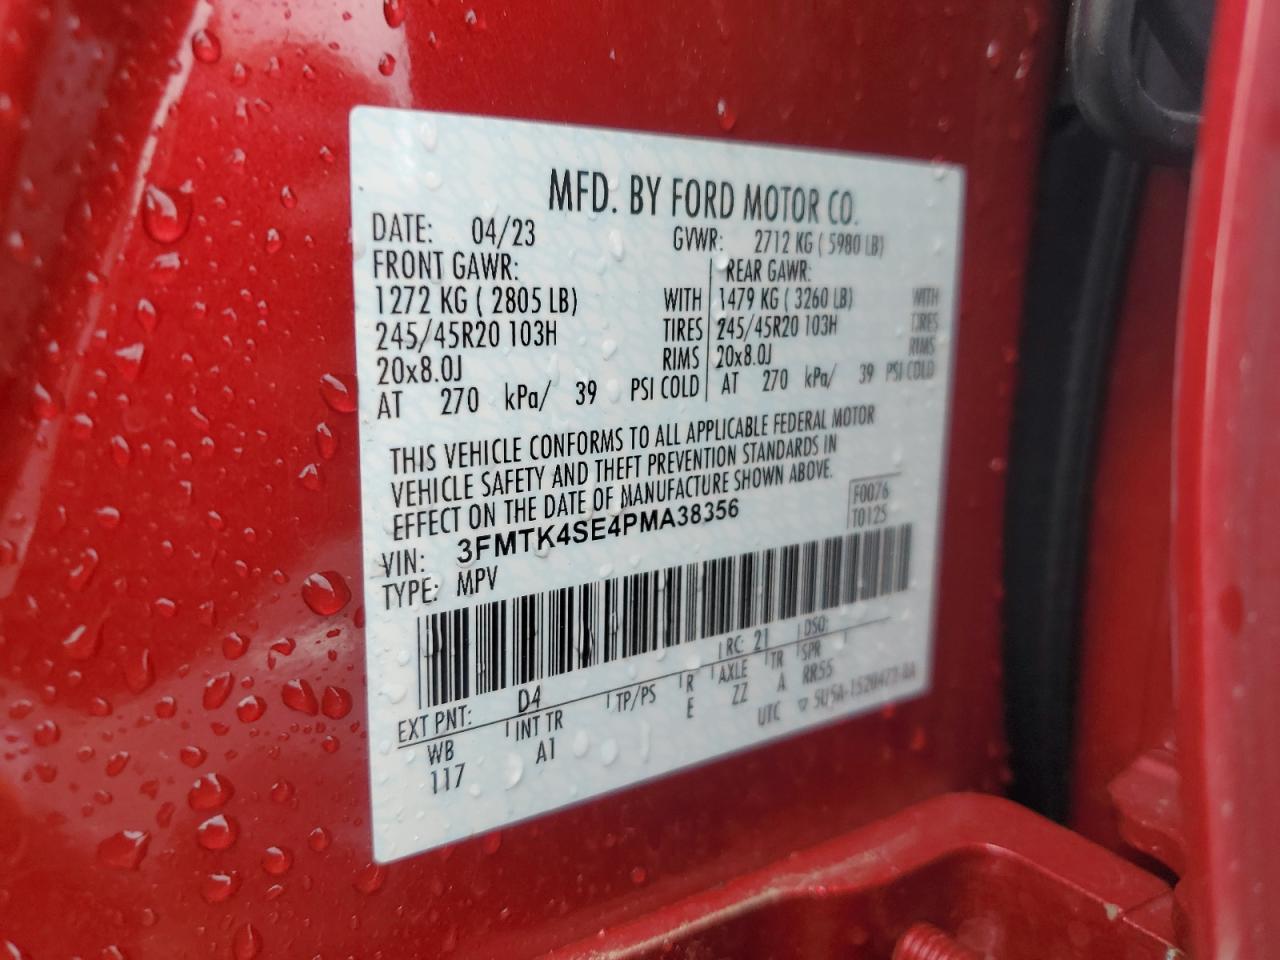 MFD. BY FORD MOTOR CO.
DATE: 04/23 GVWR: 2712 KG ( 5980 LB)
FRONT GAWR: REAR GAWR:
1272 KG ( 2805 LB) WITH 1479 KG ( 3260 LB) WITH
245/45R20 103H TIRES 245/45R20 103H TIRES
20x8.0J RIMS 20x8.0J RIMS
AT 270 kPa/ 39 PSI COLD AT 270 kPa/ 39 PSI COLD
THIS VEHICLE CONFORMS TO ALL APPLICABLE FEDERAL MOTOR
VEHICLE SAFETY AND THEFT PREVENTION STANDARDS IN
EFFECT ON THE DATE OF MANUFACTURE SHOWN ABOVE.
F0076
T0125
VIN: 3FMTK4SE4PMA38356
TYPE: MPV
EXT PNT: D4 RC: 21 DSO:
WB INT TR TP/PS R AXLE TR SPR
117 A1 E ZZ A RR55
UTC